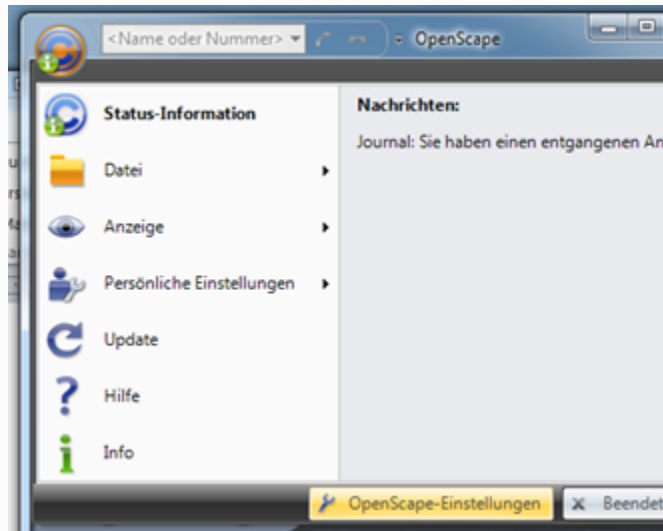 <Name oder Nummer>
OpenScape
Status-Information
Datei
Anzeige
Persönliche Einstellungen
Update
Hilfe
Info
Nachrichten:
Journal: Sie haben einen entgangenen An
OpenScape-Einstellungen
Beendet